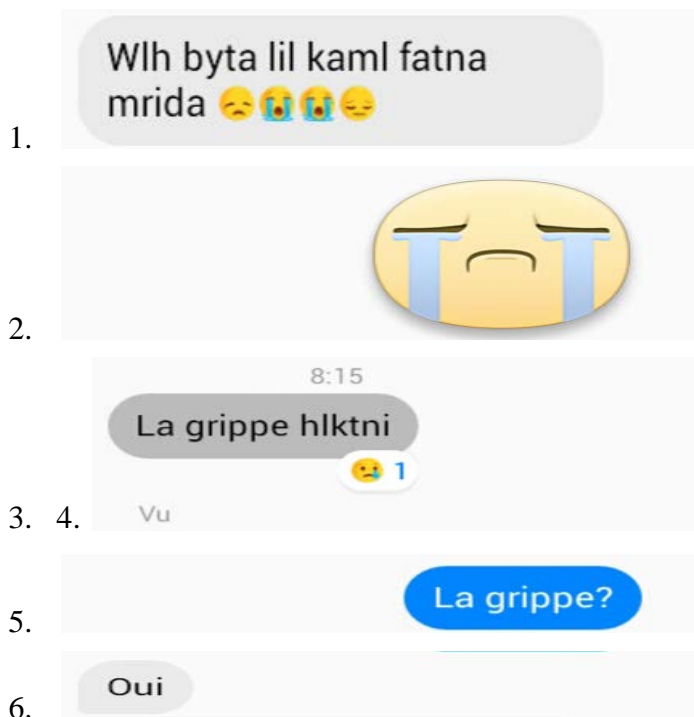 Wlh byta lil kaml fatna
mrida 😞😭😭😔
1.
2.
8:15
La grippe hlktni
😢 1
3. 4.
Vu
La grippe?
5.
Oui
6.